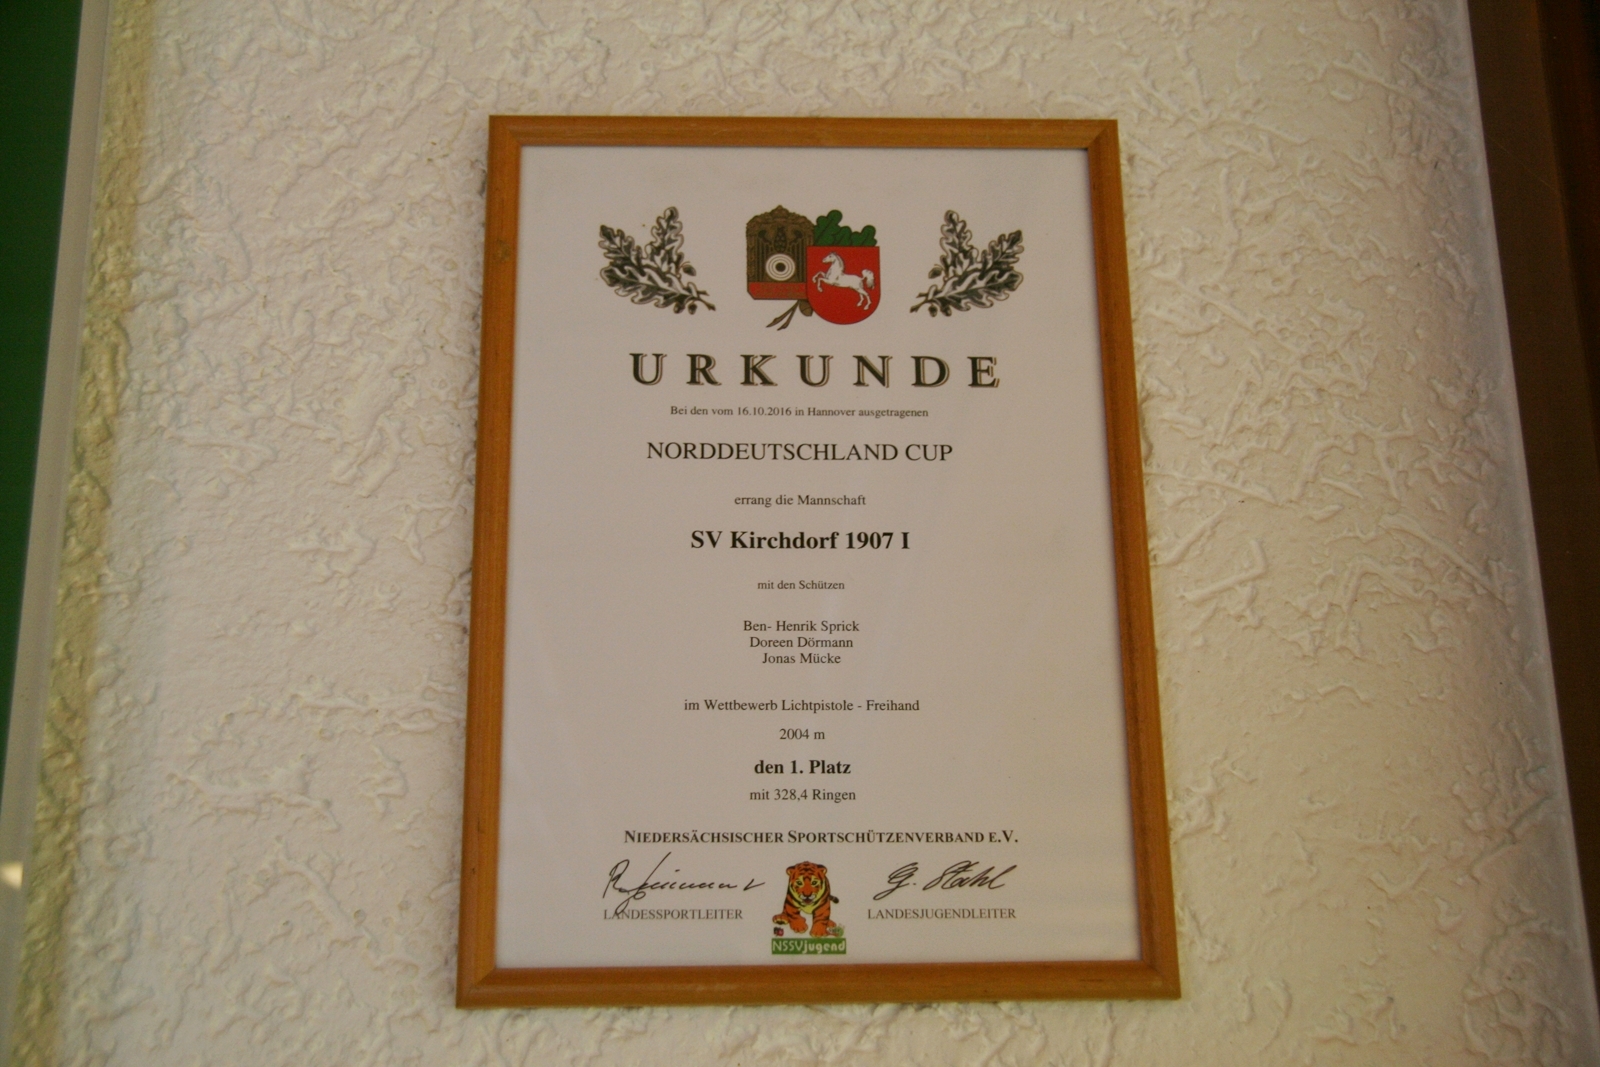 URKUNDE
Bei den vom 16.10.2016 in Hannover ausgetragenen
NORDDEUTSCHLAND CUP
errang die Mannschaft
SV Kirchdorf 1907 I
mit den Schützen
Ben- Henrik Sprick
Doreen Dörmann
Jonas Mücke
im Wettbewerb Lichtpistole - Freihand
2004 m
den 1. Platz
mit 328,4 Ringen
NIEDERSÄCHSISCHER SPORTSCHÜTZENVERBAND E.V.
G. Stahl
LANDESSPORTLEITER LANDESJUGENDLEITER
NSSVjugend